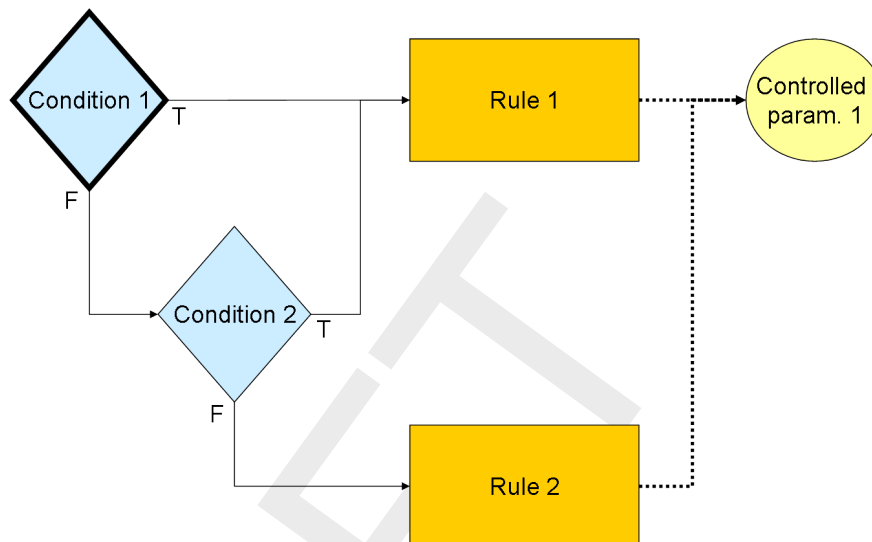 Condition 1
T
Rule 1
Controlled
param. 1
F
Condition 2
T
F
Rule 2